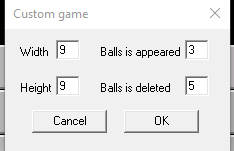 Custom game
Width 9 Balls is appeared 3
Height 9 Balls is deleted 5
Cancel OK